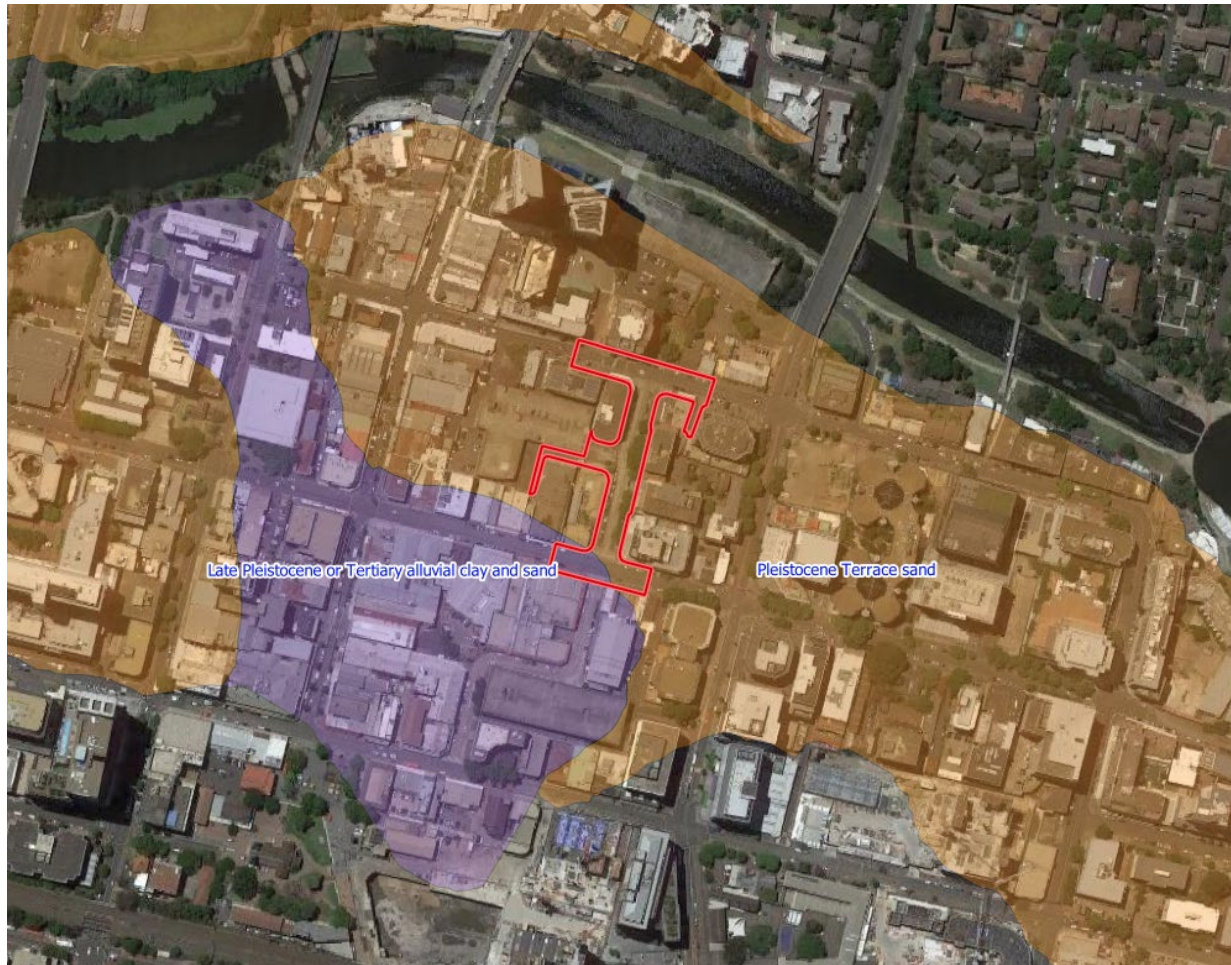 Late Pleistocene or Tertiary alluvial clay and sand
Pleistocene Terrace sand